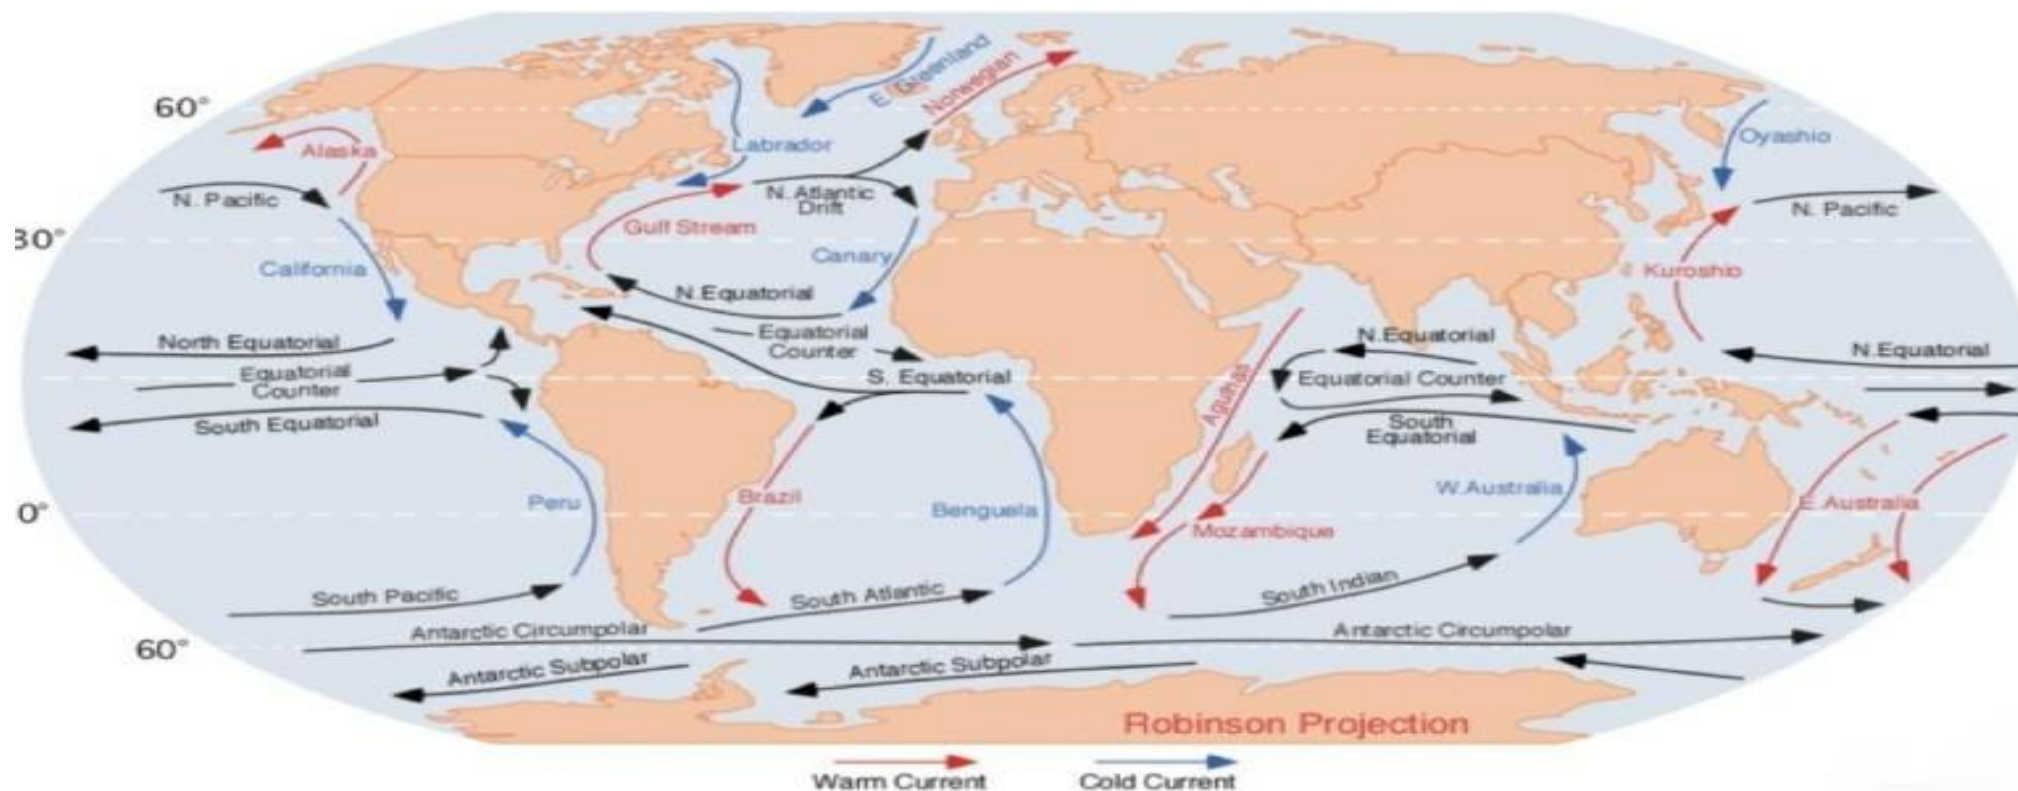 E. Greenland
Norwegian
60°
Labrador
Oyashio
Alaska
N. Pacific
N. Atlantic
Drift
N. Pacific
Gulf Stream
30°
California
Canary
Kuroshio
N.Equatorial
North Equatorial
Equatorial
Counter
N.Equatorial
N.Equatorial
Equatorial
Counter
S. Equatorial
Equatorial Counter
Agulhas
South Equatorial
South
Equatorial
Peru
Brazil
Benguela
W.Australia
E.Australia
0°
Mozambique
South Pacific
South Atlantic
South Indian
Antarctic Circumpolar
Antarctic Circumpolar
60°
Antarctic Subpolar
Antarctic Subpolar
Robinson Projection
Warm Current
Cold Current